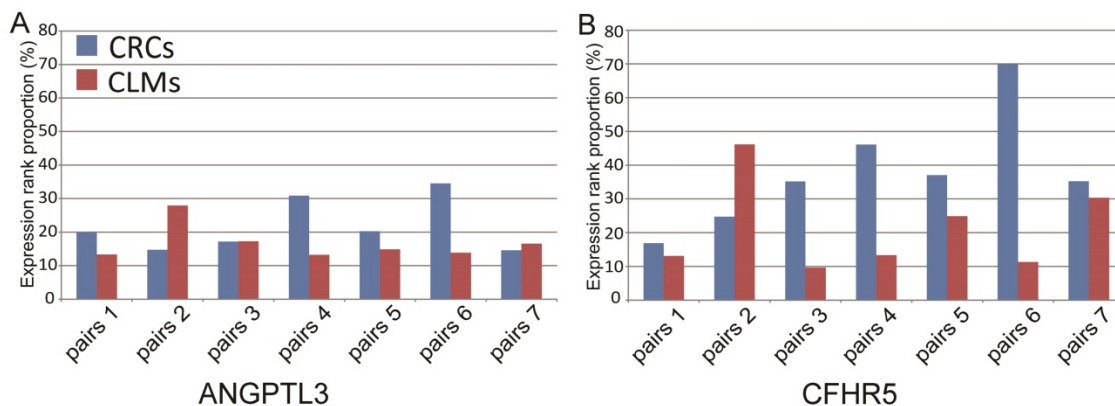 A
Expression rank proportion (%)
80
70
60
50
40
30
20
10
0
CRCs
CLMs
pairs 1
pairs 2
pairs 3
pairs 4
pairs 5
pairs 6
pairs 7
ANGPTL3
B
Expression rank proportion (%)
80
70
60
50
40
30
20
10
0
pairs 1
pairs 2
pairs 3
pairs 4
pairs 5
pairs 6
pairs 7
CFHR5